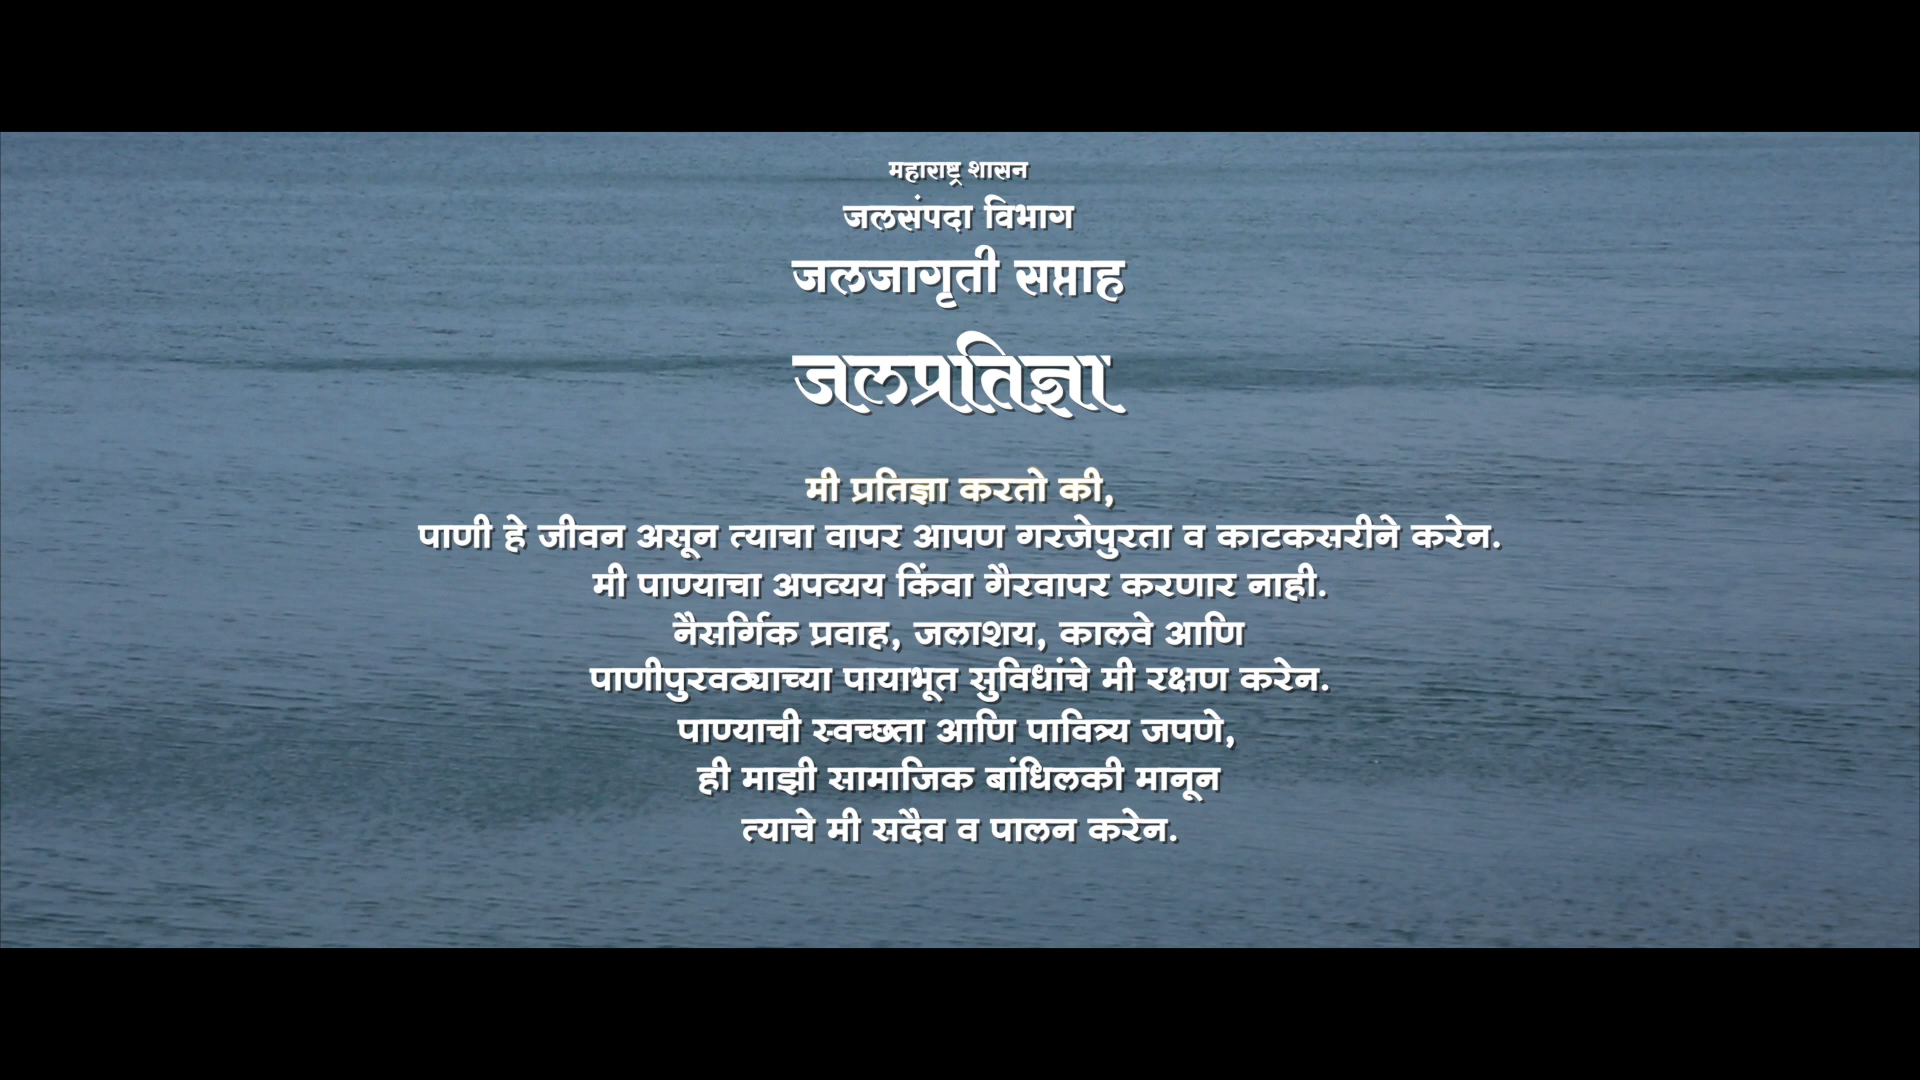 महाराष्ट्र शासन
जलसंपदा विभाग
जलजागृती सप्ताह
जलप्रतिज्ञा
मी प्रतिज्ञा करतो की,
पाणी हे जीवन असून त्याचा वापर आपण गरजेपुरता व काटकसरीने करेन.
मी पाण्याचा अपव्यय किंवा गैरवापर करणार नाही.
नैसर्गिक प्रवाह, जलाशय, कालवे आणि
पाणीपुरवठ्याच्या पायाभूत सुविधांचे मी रक्षण करेन.
पाण्याची स्वच्छता आणि पावित्र्य जपणे,
ही माझी सामाजिक बांधिलकी मानून
त्याचे मी सदैव व पालन करेन.